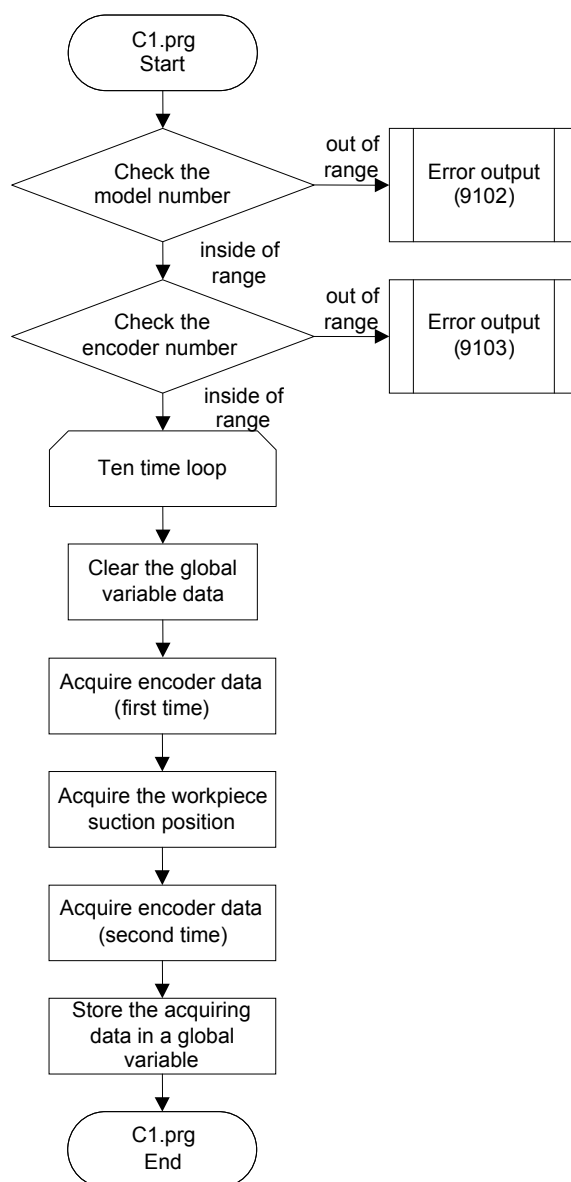 C1.prg
Start
Check the
model number
out of
range
Error output
(9102)
inside of
range
Check the
encoder number
out of
range
Error output
(9103)
inside of
range
Ten time loop
Clear the global
variable data
Acquire encoder data
(first time)
Acquire the workpiece
suction position
Acquire encoder data
(second time)
Store the acquiring
data in a global
variable
C1.prg
End